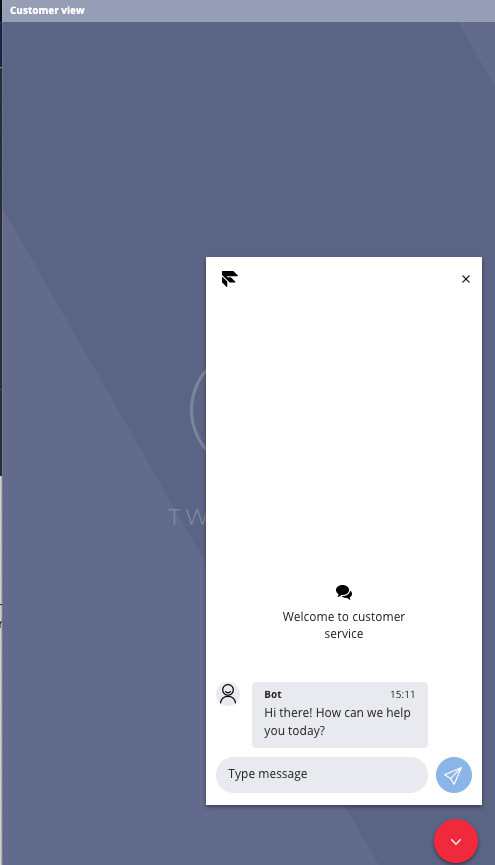 Customer view
TW
Welcome to customer
service
Bot 15:11
Hi there! How can we help
you today?
Type message